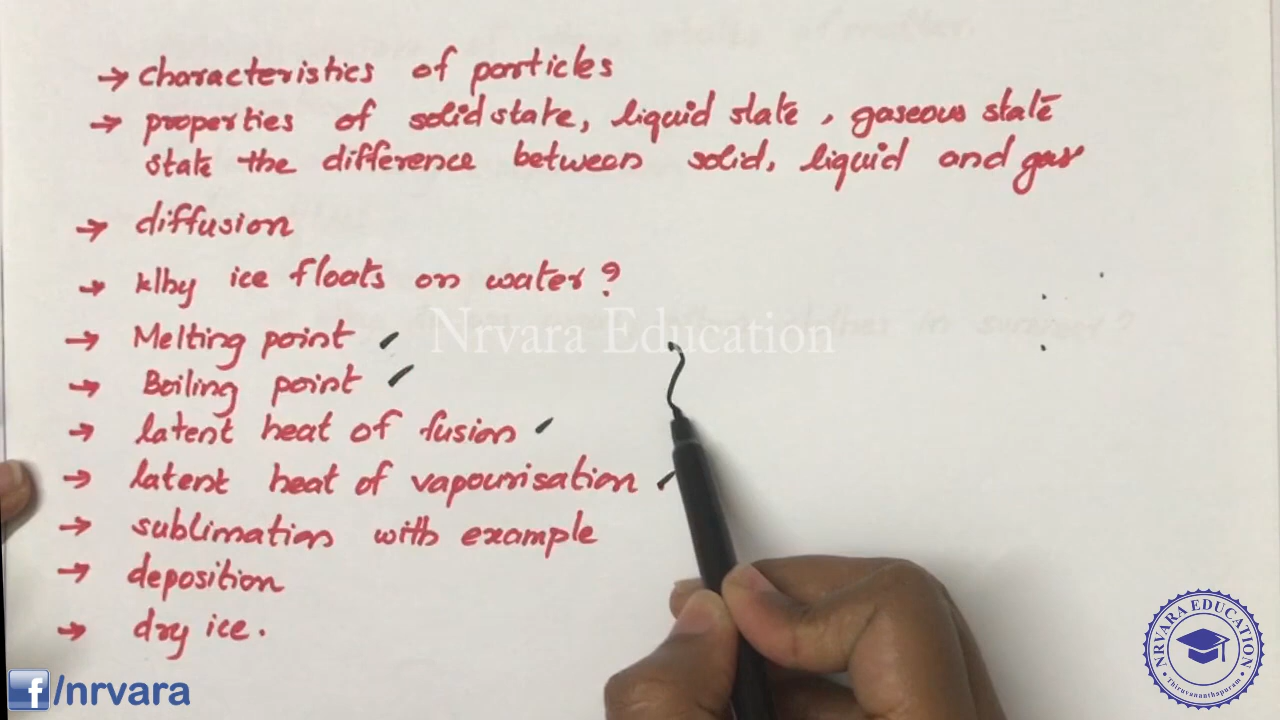 → characteristics of particles
→ properties of solid state, liquid state, gaseous state
state the difference between solid, liquid and gas
→ diffusion
→ Why ice floats on water?
→ Melting point
→ Boiling point
→ latent heat of fusion
→ latent heat of vapourisation
→ sublimation with example
→ deposition
→ dry ice.
Nrvara Education
f/nrvara
NRVARA EDUCATION
Thiruvananthapuram